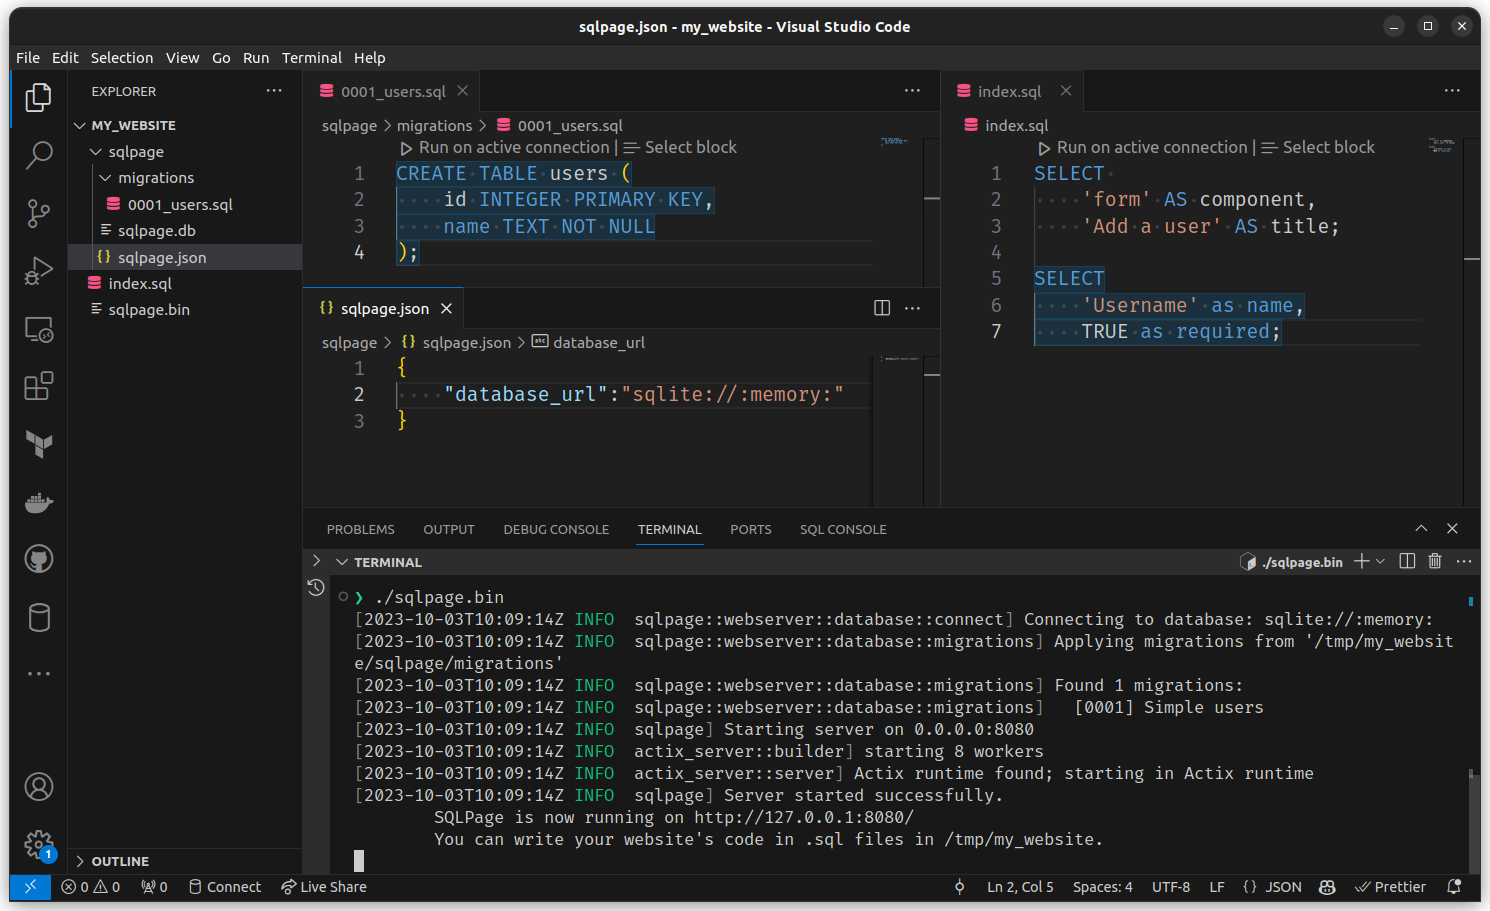 sqlpage.json - my_website - Visual Studio Code
File Edit Selection View Go Run Terminal Help
EXPLORER
MY_WEBSITE
sqlpage
migrations
0001_users.sql
sqlpage.db
sqlpage.json
index.sql
sqlpage.bin
OUTLINE
0001_users.sql
sqlpage > migrations > 0001_users.sql
Run on active connection | Select block
1 CREATE TABLE users (
2 id INTEGER PRIMARY KEY,
3 name TEXT NOT NULL
4 );
sqlpage.json
sqlpage > {} sqlpage.json > database_url
1 {
2 "database_url":"sqlite://:memory:"
3 }
index.sql
index.sql
Run on active connection | Select block
1 SELECT
2 'form' AS component,
3 'Add a user' AS title;
4
5 SELECT
6 'Username' as name,
7 TRUE as required;
PROBLEMS OUTPUT DEBUG CONSOLE TERMINAL PORTS SQL CONSOLE
TERMINAL
./sqlpage.bin
❯ ./sqlpage.bin
[2023-10-03T10:09:14Z INFO  sqlpage::webserver::database::connect] Connecting to database: sqlite://:memory:
[2023-10-03T10:09:14Z INFO  sqlpage::webserver::database::migrations] Applying migrations from '/tmp/my_websit
e/sqlpage/migrations'
[2023-10-03T10:09:14Z INFO  sqlpage::webserver::database::migrations] Found 1 migrations:
[2023-10-03T10:09:14Z INFO  sqlpage::webserver::database::migrations]   [0001] Simple users
[2023-10-03T10:09:14Z INFO  sqlpage] Starting server on 0.0.0.0:8080
[2023-10-03T10:09:14Z INFO  actix_server::builder] starting 8 workers
[2023-10-03T10:09:14Z INFO  actix_server::server] Actix runtime found; starting in Actix runtime
[2023-10-03T10:09:14Z INFO  sqlpage] Server started successfully.
SQLPage is now running on http://127.0.0.1:8080/
You can write your website's code in .sql files in /tmp/my_website.
1
0 0 0 Connect Live Share
Ln 2, Col 5 Spaces: 4 UTF-8 LF {} JSON Prettier